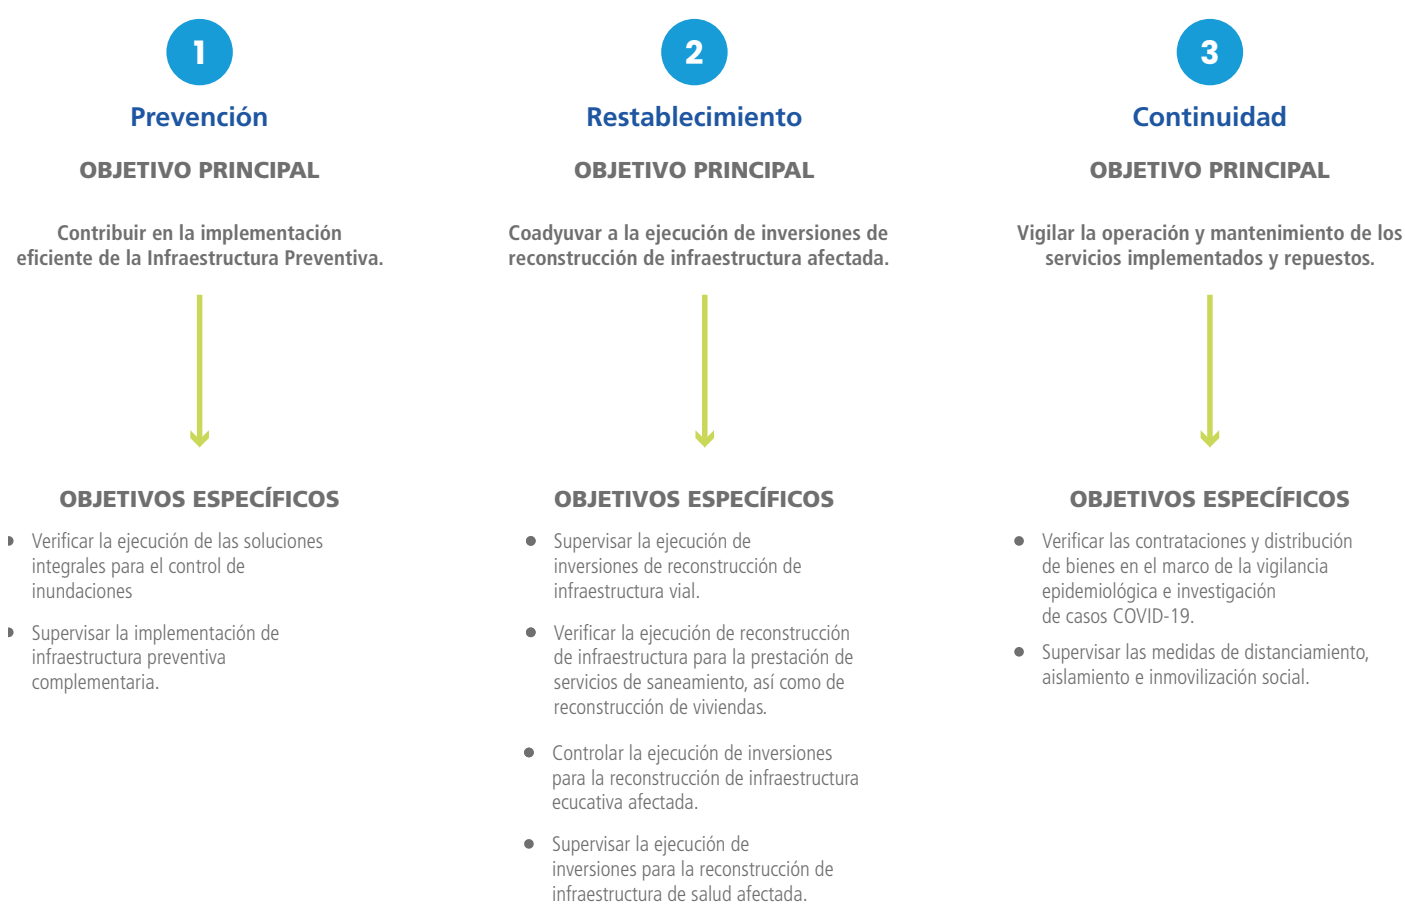 1
Prevención
OBJETIVO PRINCIPAL
Contribuir en la implementación
eficiente de la Infraestructura Preventiva.
OBJETIVOS ESPECÍFICOS
Verificar la ejecución de las soluciones
integrales para el control de
inundaciones
Supervisar la implementación de
infraestructura preventiva
complementaria.
2
Restablecimiento
OBJETIVO PRINCIPAL
Coadyuvar a la ejecución de inversiones de
reconstrucción de infraestructura afectada.
OBJETIVOS ESPECÍFICOS
Supervisar la ejecución de
inversiones de reconstrucción de
infraestructura vial.
Verificar la ejecución de reconstrucción
de infraestructura para la prestación de
servicios de saneamiento, así como de
reconstrucción de viviendas.
Controlar la ejecución de inversiones
para la reconstrucción de infraestructura
ecucativa afectada.
Supervisar la ejecución de
inversiones para la reconstrucción de
infraestructura de salud afectada.
3
Continuidad
OBJETIVO PRINCIPAL
Vigilar la operación y mantenimiento de los
servicios implementados y repuestos.
OBJETIVOS ESPECÍFICOS
Verificar las contrataciones y distribución
de bienes en el marco de la vigilancia
epidemiológica e investigación
de casos COVID-19.
Supervisar las medidas de distanciamiento,
aislamiento e inmovilización social.